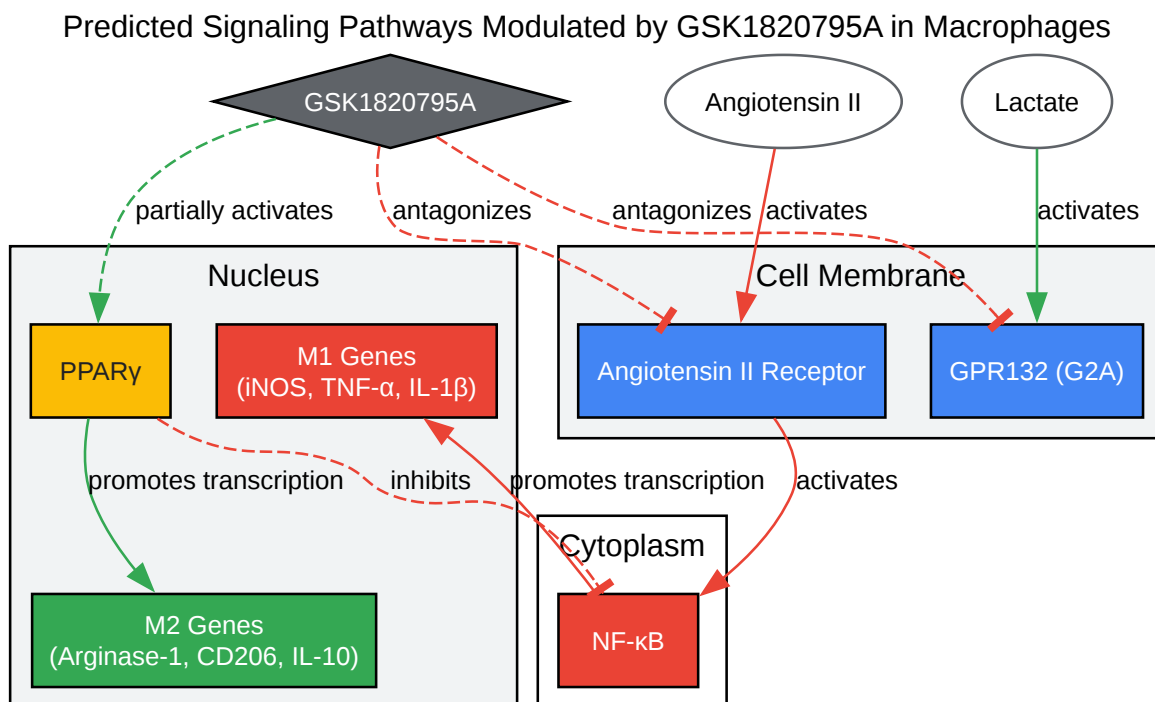 Predicted Signaling Pathways Modulated by GSK1820795A in Macrophages
GSK1820795A
Angiotensin II
Lactate
partially activates
antagonizes
antagonizes
activates
activates
Nucleus
Cell Membrane
PPARγ
M1 Genes
(iNOS, TNF-α, IL-1β)
Angiotensin II Receptor
GPR132 (G2A)
promotes transcription
inhibits
promotes transcription
activates
Cytoplasm
M2 Genes
(Arginase-1, CD206, IL-10)
NF-κB